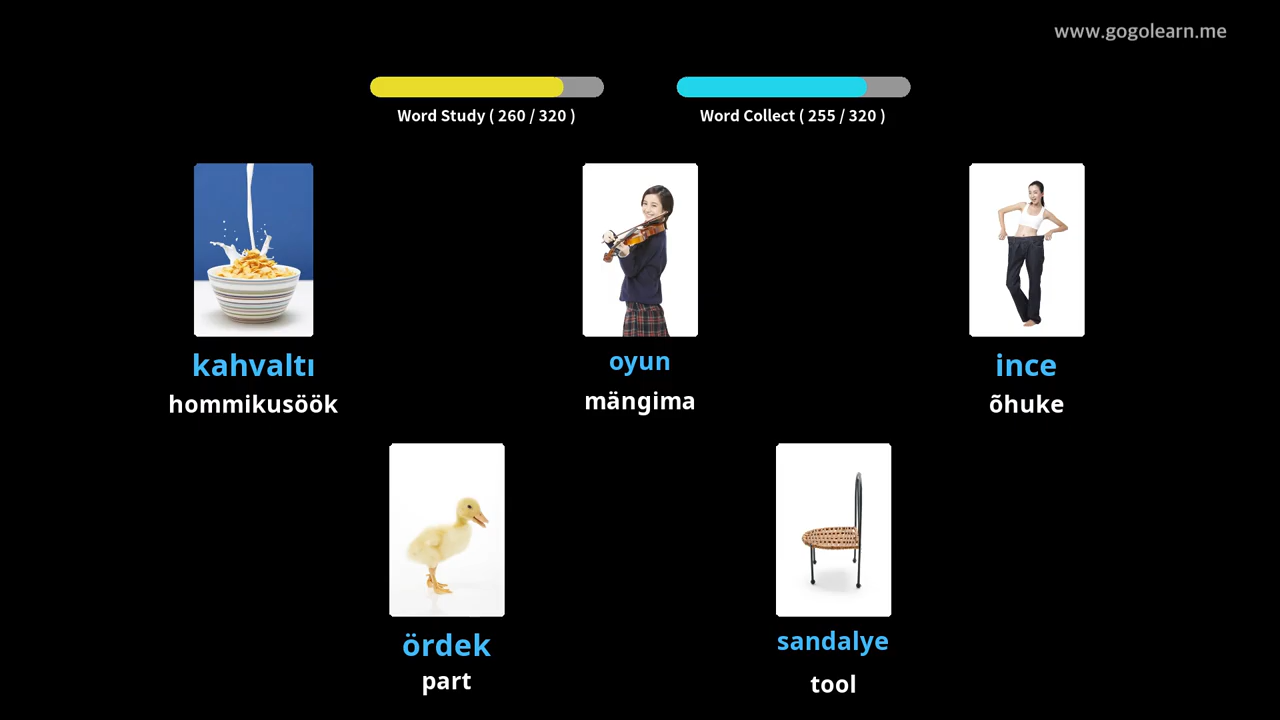 www.gogolearn.me
Word Study ( 260 / 320 )
Word Collect ( 255 / 320 )
kahvaltı
hommikusöök
oyun
mängima
ince
õhuke
ördek
part
sandalye
tool